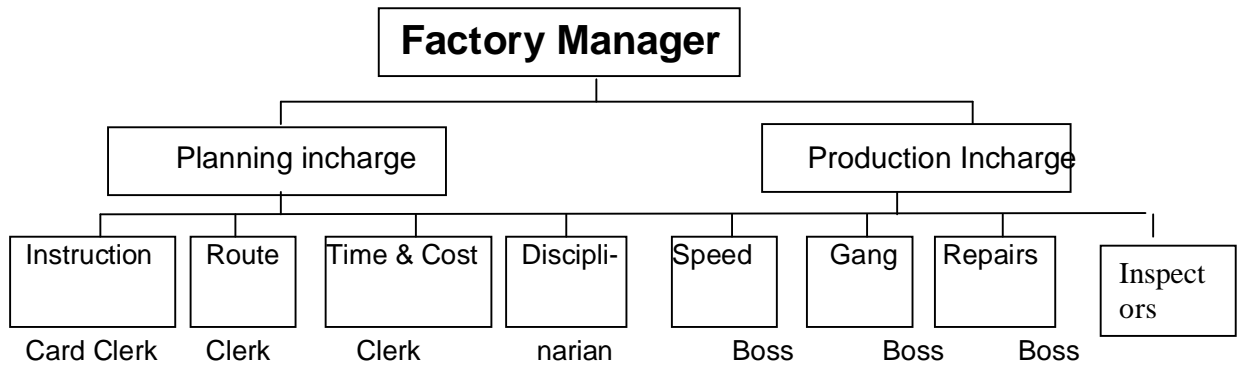 Factory Manager
Planning incharge
Production Incharge
Instruction
Card Clerk
Route
Clerk
Time & Cost
Clerk
Discipli-
narian
Speed
Boss
Gang
Boss
Repairs
Boss
Inspect
ors